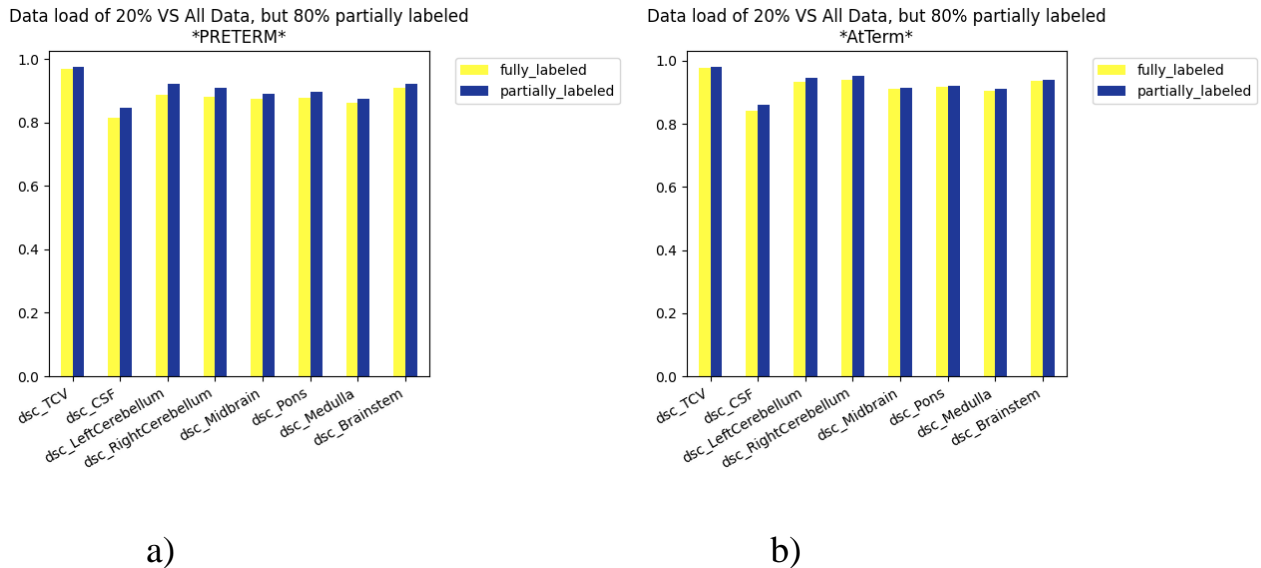 Data load of 20% VS All Data, but 80% partially labeled
*PRETERM*
1.0
0.8
0.6
0.4
0.2
0.0
dsc_TCV
dsc_CSF
dsc_LeftCerebellum
dsc_RightCerebellum
dsc_Midbrain
dsc_Pons
dsc_Medulla
dsc_Brainstem
fully_labeled
partially_labeled
a)
Data load of 20% VS All Data, but 80% partially labeled
*AtTerm*
1.0
0.8
0.6
0.4
0.2
0.0
dsc_TCV
dsc_CSF
dsc_LeftCerebellum
dsc_RightCerebellum
dsc_Midbrain
dsc_Pons
dsc_Medulla
dsc_Brainstem
fully_labeled
partially_labeled
b)